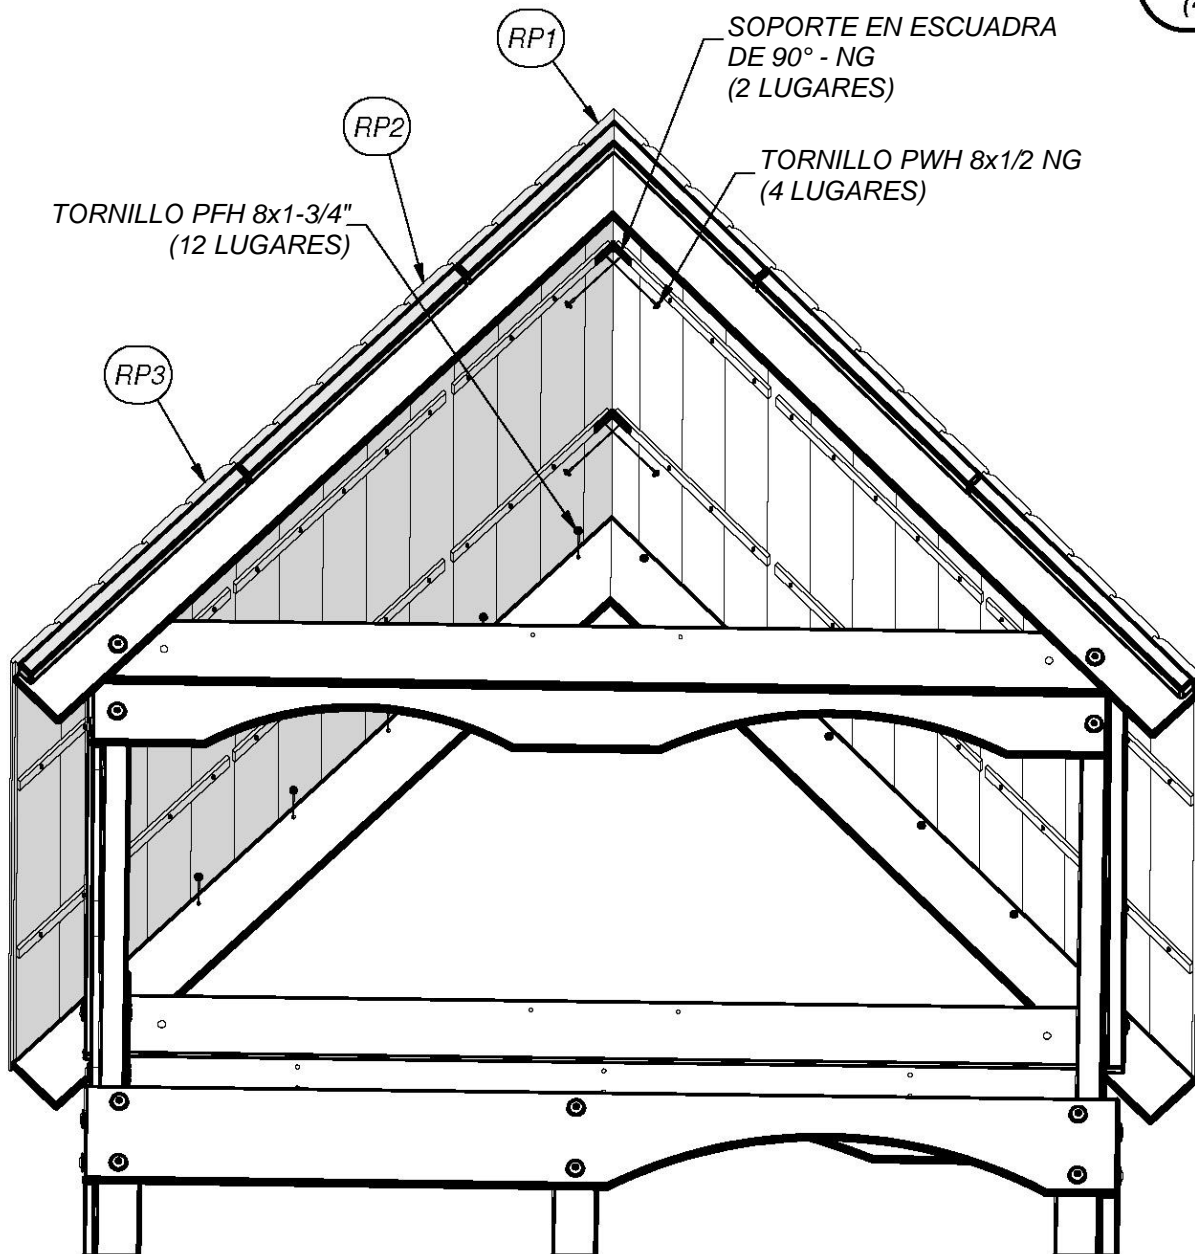 RP1
SOPORTE EN ESCUADRA
DE 90° - NG
(2 LUGARES)
RP2
TORNILLO PWH 8x1/2 NG
(4 LUGARES)
TORNILLO PFH 8x1-3/4"
(12 LUGARES)
RP3